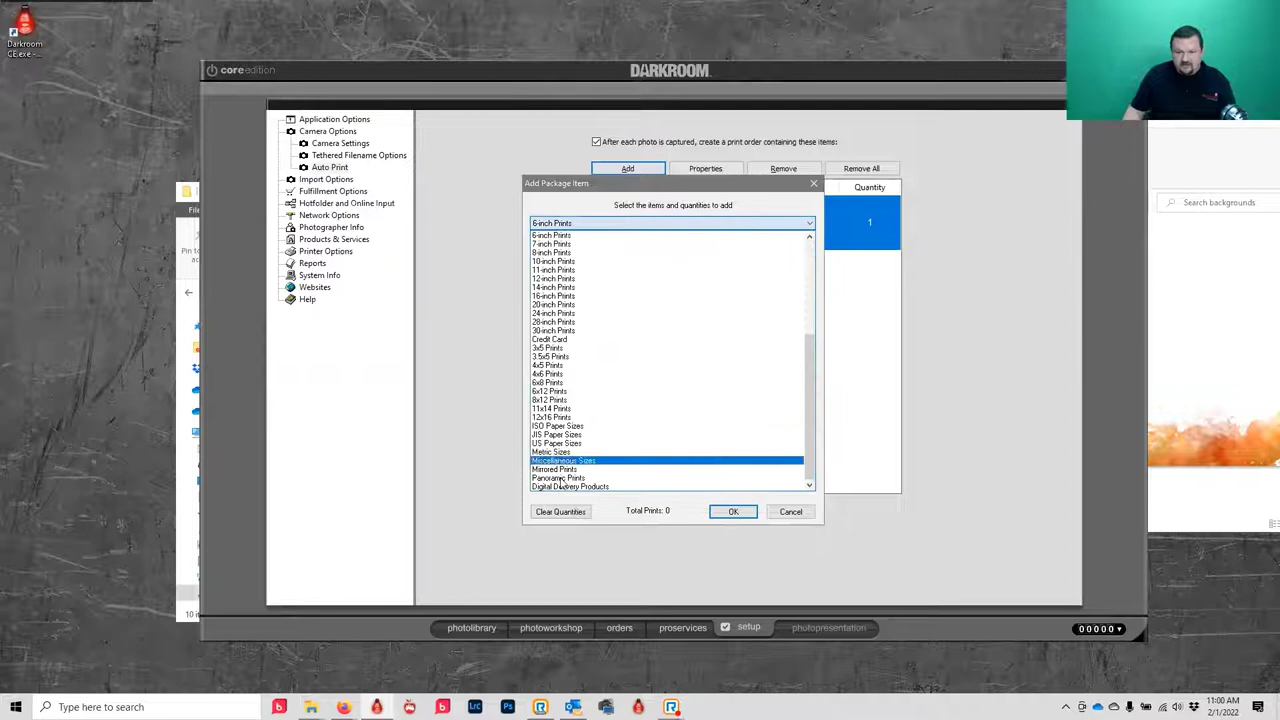 Darkroom
CE.exe -...
coreedition
DARKROOM
Application Options
Camera Options
Camera Settings
Tethered Filename Options
Auto Print
Import Options
Fulfillment Options
Hotfolder and Online Input
Network Options
Photographer Info
Products & Services
Printer Options
Reports
System Info
Websites
Help
After each photo is captured, create a print order containing these items:
Add
Properties
Remove
Remove All
Quantity
1
Add Package Item
Select the items and quantities to add
6-inch Prints
6-inch Prints
7-inch Prints
8-inch Prints
10-inch Prints
11-inch Prints
12-inch Prints
14-inch Prints
16-inch Prints
20-inch Prints
24-inch Prints
28-inch Prints
30-inch Prints
Credit Card
3x5 Prints
3.5x5 Prints
4x5 Prints
4x6 Prints
6x8 Prints
6x12 Prints
8x12 Prints
11x14 Prints
12x16 Prints
ISO Paper Sizes
JIS Paper Sizes
US Paper Sizes
Metric Sizes
Miscellaneous Sizes
Mirrored Prints
Panoramic Prints
Digital Delivery Products
Clear Quantities
Total Prints: 0
OK
Cancel
Search backgrounds
photolibrary
photoworkshop
orders
proservices
setup
photopresentation
00000
Type here to search
Lrc
Ps
11:00 AM
2/1/2022